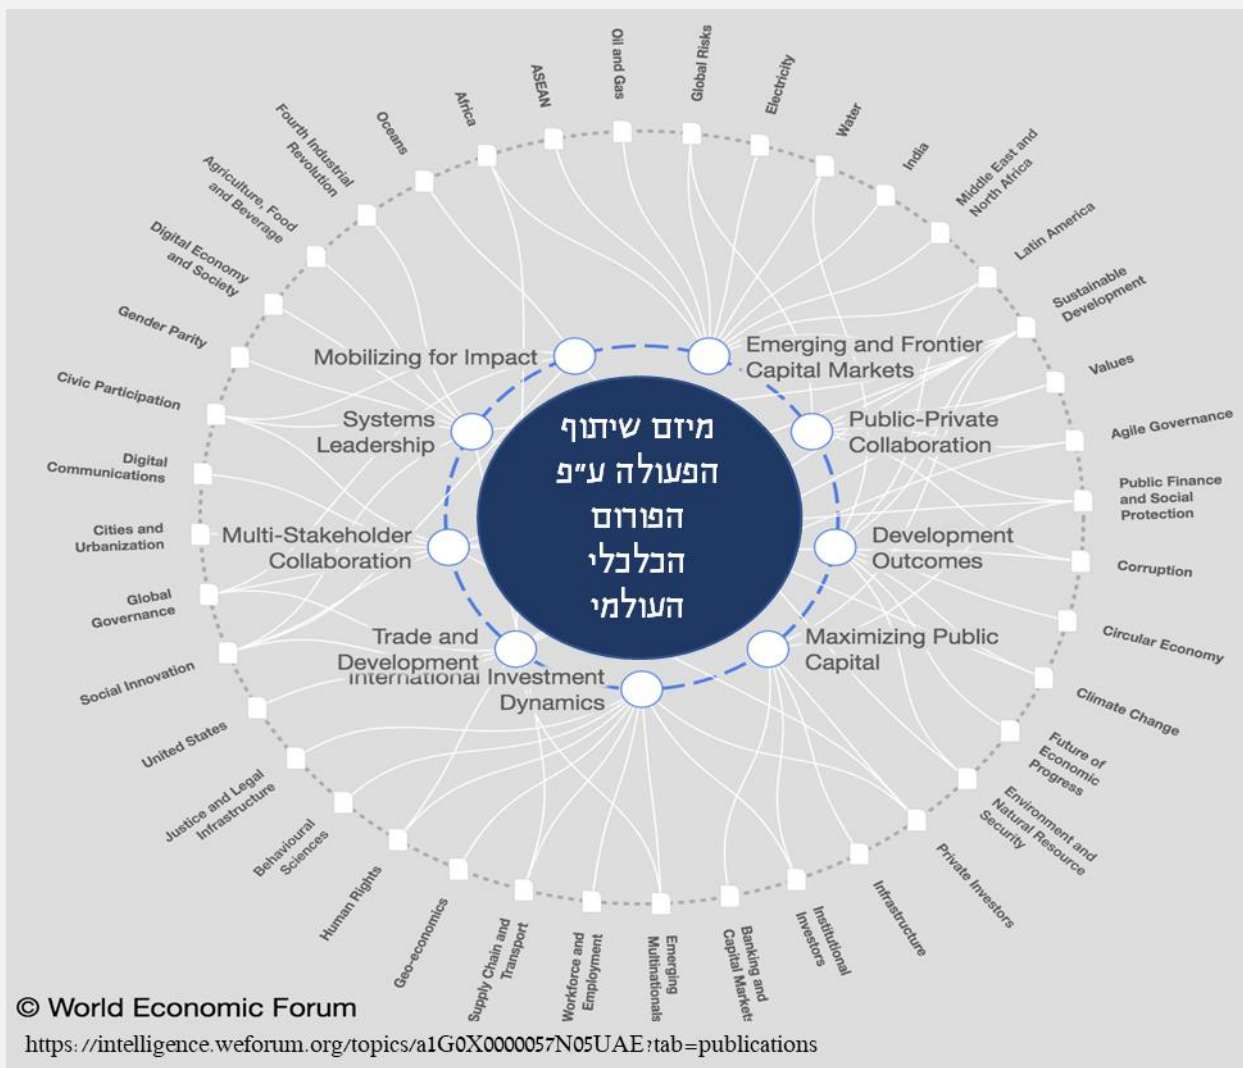 Oil and Gas
Global Risks
Electricity
Water
India
Middle East and
North Africa
Latin America
Sustainable
Development
Values
Agile Governance
Public Finance
and Social
Protection
Corruption
Circular Economy
Climate Change
Future of
Economic
Progress
Environment and
Natural Resource
Security
Private Investors
Infrastructure
Institutional
Investors
Banking and
Capital Markets
Emerging
Multinationals
Workforce and
Employment
Supply Chain and
Transport
Geo-economics
Human Rights
Behavioural
Sciences
Justice and Legal
Infrastructure
United States
Social Innovation
Global
Governance
Cities and
Urbanization
Digital
Communications
Civic Participation
Gender Parity
Digital Economy
and Society
Agriculture, Food
and Beverage
Fourth Industrial
Revolution
Oceans
Africa
ASEAN
Mobilizing for Impact
Emerging and Frontier
Capital Markets
Systems
Leadership
Public-Private
Collaboration
Multi-Stakeholder
Collaboration
Development
Outcomes
Trade and
Development
Maximizing Public
Capital
International Investment
Dynamics
מיזם שיתוף
הפעולה ע״פ
הפורום
הכלכלי
העולמי
© World Economic Forum
https://intelligence.weforum.org/topics/a1G0X0000057N05UAE?tab=publications